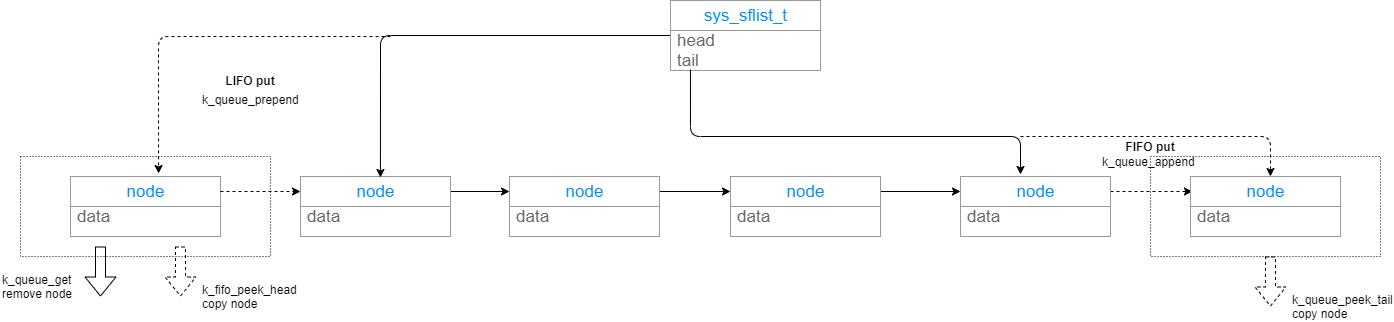 sys_sflist_t
head
tail
LIFO put
k_queue_prepend
FIFO put
k_queue_append
node
data
node
data
node
data
node
data
node
data
node
data
k_queue_get
remove node
k_fifo_peek_head
copy node
k_queue_peek_tail
copy node